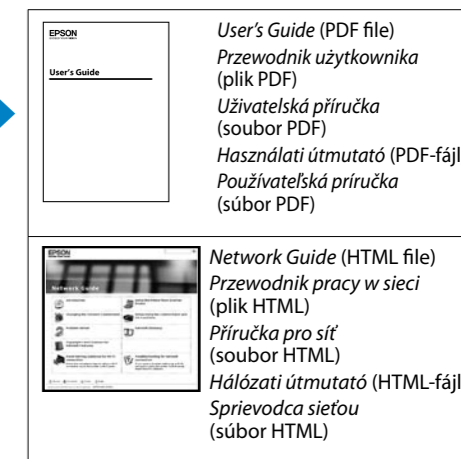 EPSON
User's Guide
User's Guide (PDF file)
Przewodnik użytkownika
(plik PDF)
Uživatelská příručka
(soubor PDF)
Használati útmutató (PDF-fájl
Používateľská príručka
(súbor PDF)
EPSON
Network Guide
Network Guide (HTML file)
Przewodnik pracy w sieci
(plik HTML)
Příručka pro síť
(soubor HTML)
Hálózati útmutató (HTML-fájl
Sprievodca sieťou
(súbor HTML)